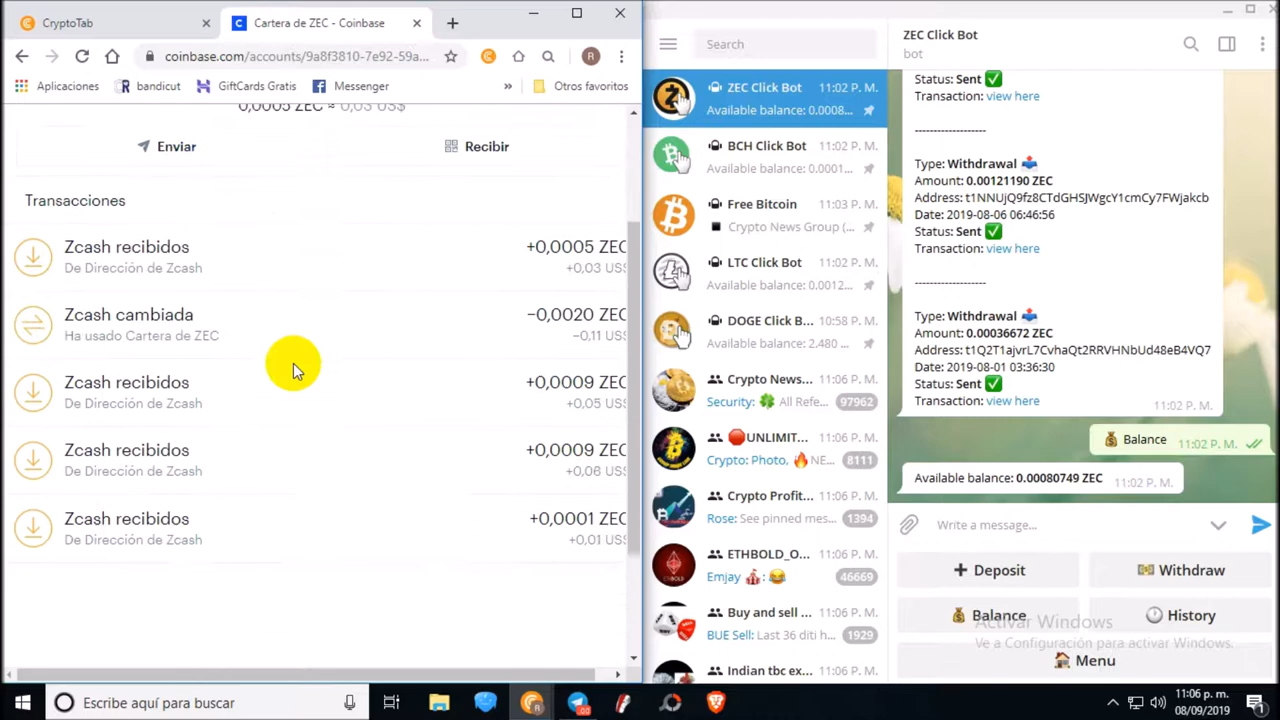 CryptoTab
Cartera de ZEC - Coinbase
coinbase.com/accounts/9a8f3810-7e92-59a...
R
Aplicaciones
bandicut
GiftCards Gratis
Messenger
»
Otros favoritos
0,0005 ZEC ≈ 0,03 US$
Enviar
Recibir
Transacciones
Zcash recibidos
+0,0005 ZEC
De Dirección de Zcash
+0,03 US$
Zcash cambiada
−0,0020 ZEC
Ha usado Cartera de ZEC
−0,11 US$
Zcash recibidos
+0,0009 ZEC
De Dirección de Zcash
+0,05 US$
Zcash recibidos
+0,0009 ZEC
De Dirección de Zcash
+0,06 US$
Zcash recibidos
+0,0001 ZEC
De Dirección de Zcash
+0,01 US$
Search
ZEC Click Bot 11:02 P. M.
Available balance: 0.0008...
BCH Click Bot 11:02 P. M.
Available balance: 0.0001...
Free Bitcoin 11:03 P. M.
Crypto News Group (...
LTC Click Bot 11:02 P. M.
Available balance: 0.0012...
DOGE Click B... 10:58 P. M.
Available balance: 2.480 ...
Crypto News... 11:06 P. M.
Security: 🍀 All Refe... 97962
🛑UNLIMIT... 11:06 P. M.
Crypto: Photo, 🔥 NE... 8111
Crypto Profit... 11:06 P. M.
Rose: See pinned mes... 1394
ETHBOLD_O... 11:06 P. M.
Emjay 🎪: 😂 46669
Buy and sell ... 11:06 P. M.
BUE Sell: Last 36 diti h... 1929
Indian tbc ex... 11:06 P. M.
ZEC Click Bot
bot
Status: Sent ✅
Transaction: view here
------------------
Type: Withdrawal 📤
Amount: 0.00121190 ZEC
Address: t1NNUjQ9fz8CTdGHSJWgcY1cmCy7FWjakcb
Date: 2019-08-06 06:46:56
Status: Sent ✅
Transaction: view here
------------------
Type: Withdrawal 📤
Amount: 0.00036672 ZEC
Address: t1Q2T1ajvrL7CvhaQt2RRVHNbUd48eB4VQ7
Date: 2019-08-01 03:36:30
Status: Sent ✅
Transaction: view here
11:02 P. M.
💰 Balance 11:02 P. M.
Available balance: 0.00080749 ZEC 11:02 P. M.
Write a message...
➕ Deposit
💵 Withdraw
💰 Balance
🕐 History
🏠 Menu
Activar Windows
Ve a Configuración para activar Windows.
Escribe aquí para buscar
11:06 p. m.
08/09/2019
1